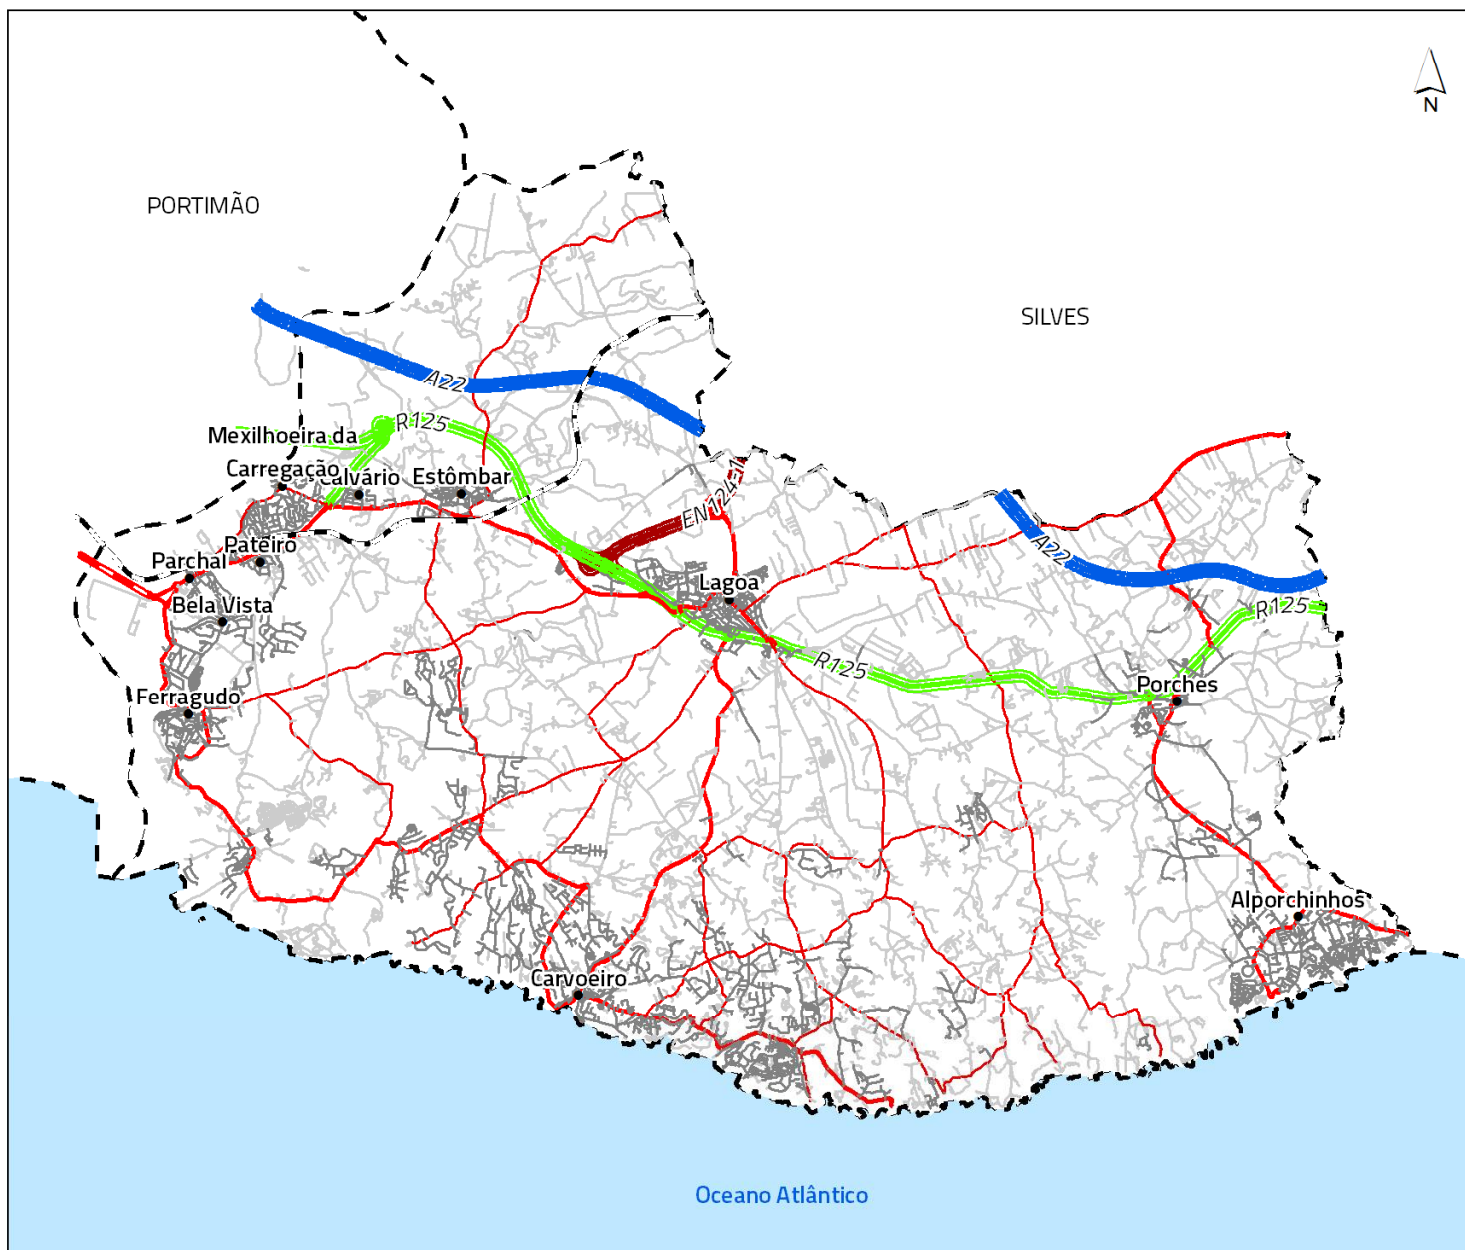 N
PORTIMÃO
SILVES
A22
R125
Mexilhoeira da
Carregação
Calvário
Estômbar
EN124-1
A22
Patéiro
Parchal
Lagoa
Bela Vista
R125
R125
Porches
Ferragudo
Alporchinhos
Carvoeiro
Oceano Atlântico